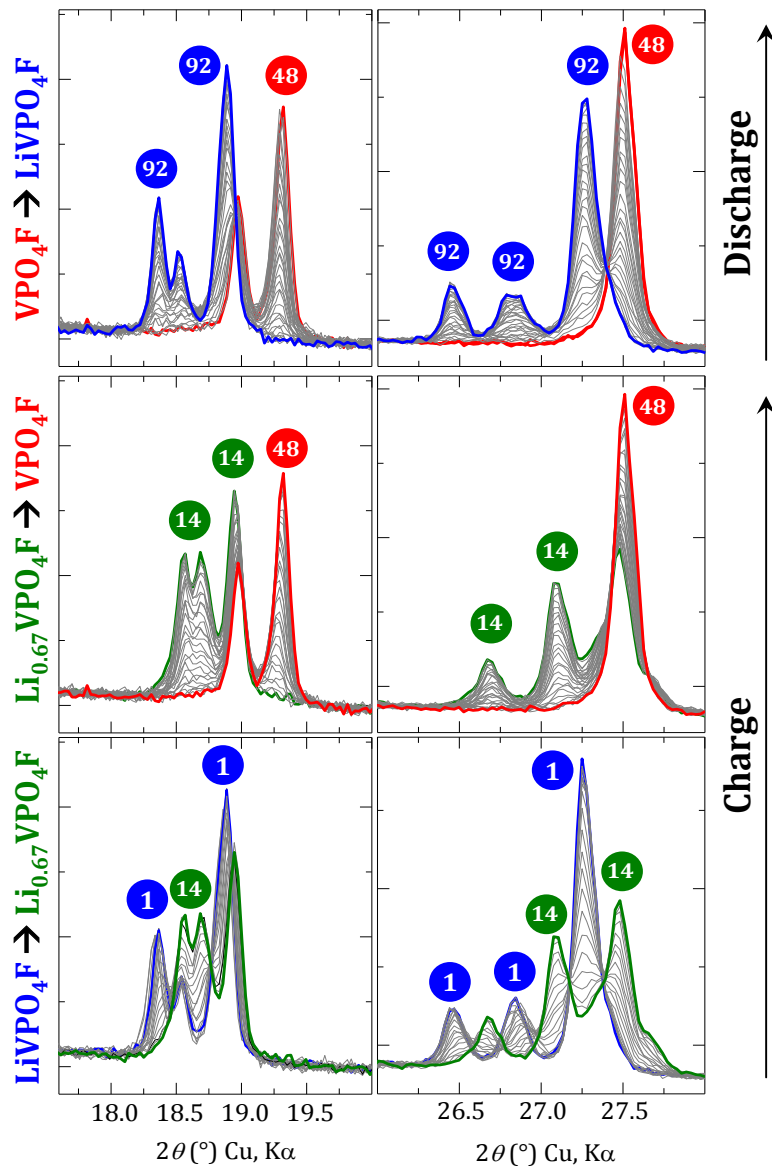 VPO₄F → LiVPO₄F
92
92
48
92
92
92
48
Discharge
Li₀.₆₇VPO₄F → VPO₄F
14
14
48
14
14
48
Charge
LiVPO₄F → Li₀.₆₇VPO₄F
1
14
1
1
1
14
1
14
18.0 18.5 19.0 19.5
26.5 27.0 27.5
2θ (°) Cu, Kα
2θ (°) Cu, Kα